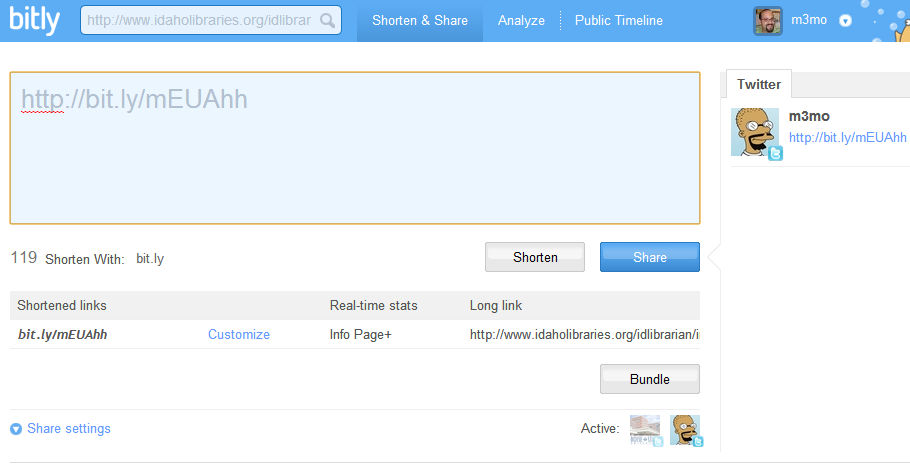 bitly
http://www.idaholibraries.org/idlibrar
Shorten & Share
Analyze
Public Timeline
m3mo
http://bit.ly/mEUAhh
Twitter
m3mo
http://bit.ly/mEUAhh
119 Shorten With: bit.ly
Shorten
Share
Shortened links Real-time stats Long link
bit.ly/mEUAhh Customize Info Page+ http://www.idaholibraries.org/idlibrarian/i
Bundle
Share settings
Active: